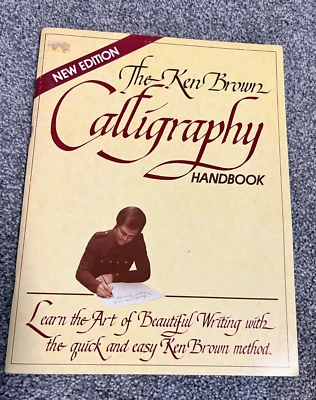 NEW EDITION
The Ken Brown
Calligraphy
HANDBOOK
Learn the Art of Beautiful Writing with
the quick and easy Ken Brown method.